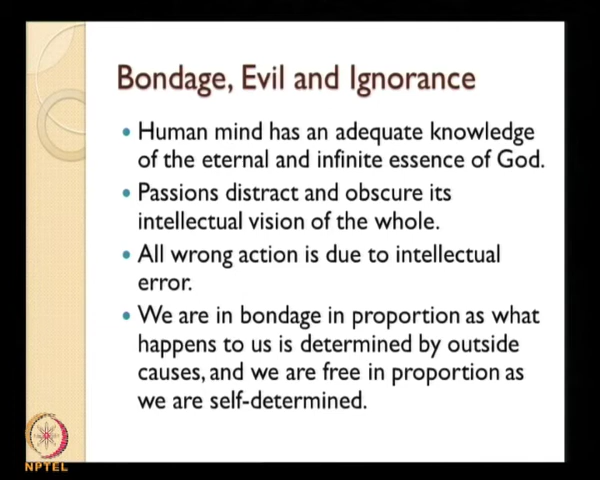 Bondage, Evil and Ignorance
• Human mind has an adequate knowledge
of the eternal and infinite essence of God.
• Passions distract and obscure its
intellectual vision of the whole.
• All wrong action is due to intellectual
error.
• We are in bondage in proportion as what
happens to us is determined by outside
causes, and we are free in proportion as
we are self-determined.
NPTEL